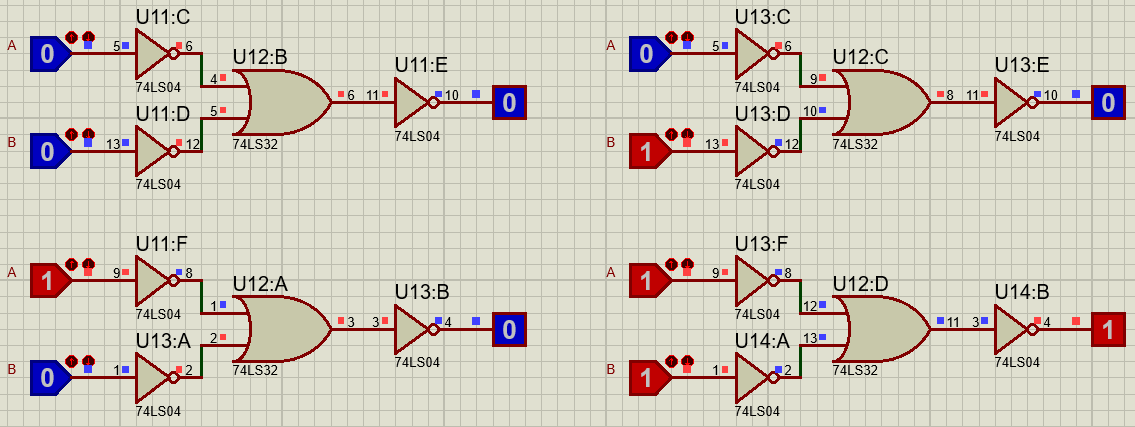 U11:C
A
0
5
6
74LS04
U12:B
4
5
6
74LS32
U11:E
11
10
74LS04
0
U11:D
B
0
13
12
74LS04
U13:C
A
0
5
6
74LS04
U12:C
9
10
8
74LS32
U13:E
11
10
74LS04
0
U13:D
B
1
13
12
74LS04
U11:F
A
1
9
8
74LS04
U12:A
1
2
3
74LS32
U13:B
3
4
74LS04
0
U13:A
B
0
1
2
74LS04
U13:F
A
1
9
8
74LS04
U12:D
12
13
11
74LS32
U14:B
3
4
74LS04
1
U14:A
B
1
1
2
74LS04